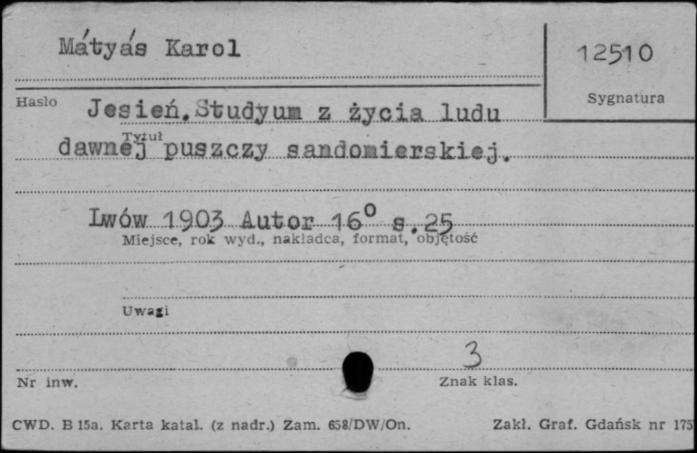 Mátyás Karol
12510
Sygnatura
Hasło
Jesień. Studyum z życia ludu
Tytuł
dawnej puszczy sandomierskiej.
Lwów 1903 Autor 16° s. 25
Miejsce, rok wyd., nakładca, format, objętość
Uwagi
3
Nr inw.
Znak klas.
CWD. B 15a. Karta katal. (z nadr.) Zam. 658/DW/On.
Zakł. Graf. Gdańsk nr 175